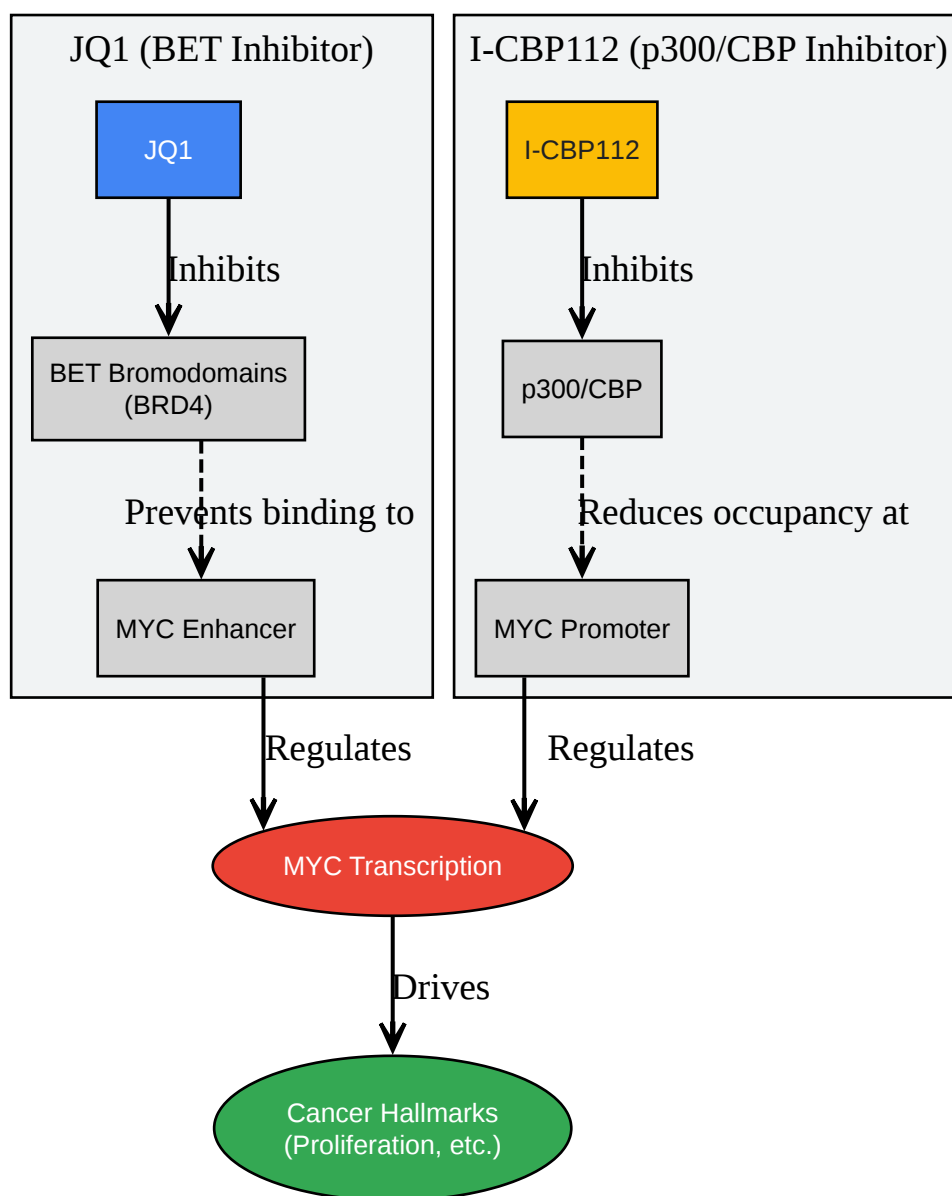 JQ1 (BET Inhibitor)
I-CBP112 (p300/CBP Inhibitor)
JQ1
I-CBP112
Inhibits
Inhibits
BET Bromodomains
(BRD4)
p300/CBP
Prevents binding to
Reduces occupancy at
MYC Enhancer
MYC Promoter
Regulates
Regulates
MYC Transcription
Drives
Cancer Hallmarks
(Proliferation, etc.)